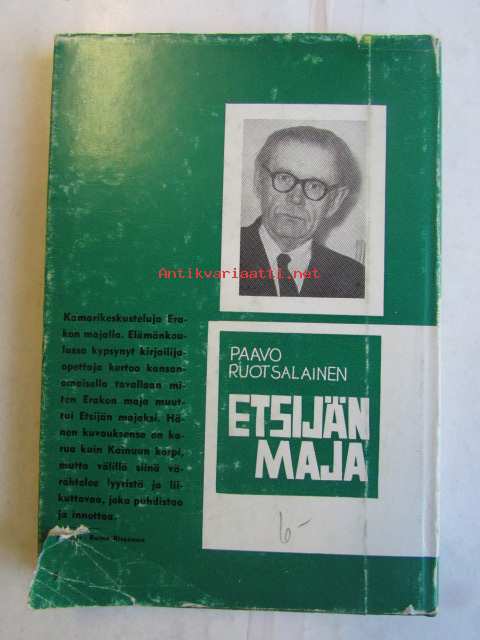 Antikvariaatti.net
Kamarikeskusteluja Era-
kon majalla. Elämänkou-
lussa kypsynyt kirjailija-
opettaja kertoo kansan-
omaisella tavallaan mi-
ten Erakon maja muut-
tui Etsijän majaksi. Hä-
nen kuvauksensa on ka-
rua kuin Kainuun korpi,
mutta välillä siinä vä-
rähtelee lyyristä ja lii-
kuttavaa, joka puhdistaa
ja innottaa.
Raimo
PAAVO
RUOTSALAINEN
ETSIJÄN
MAJA
6-